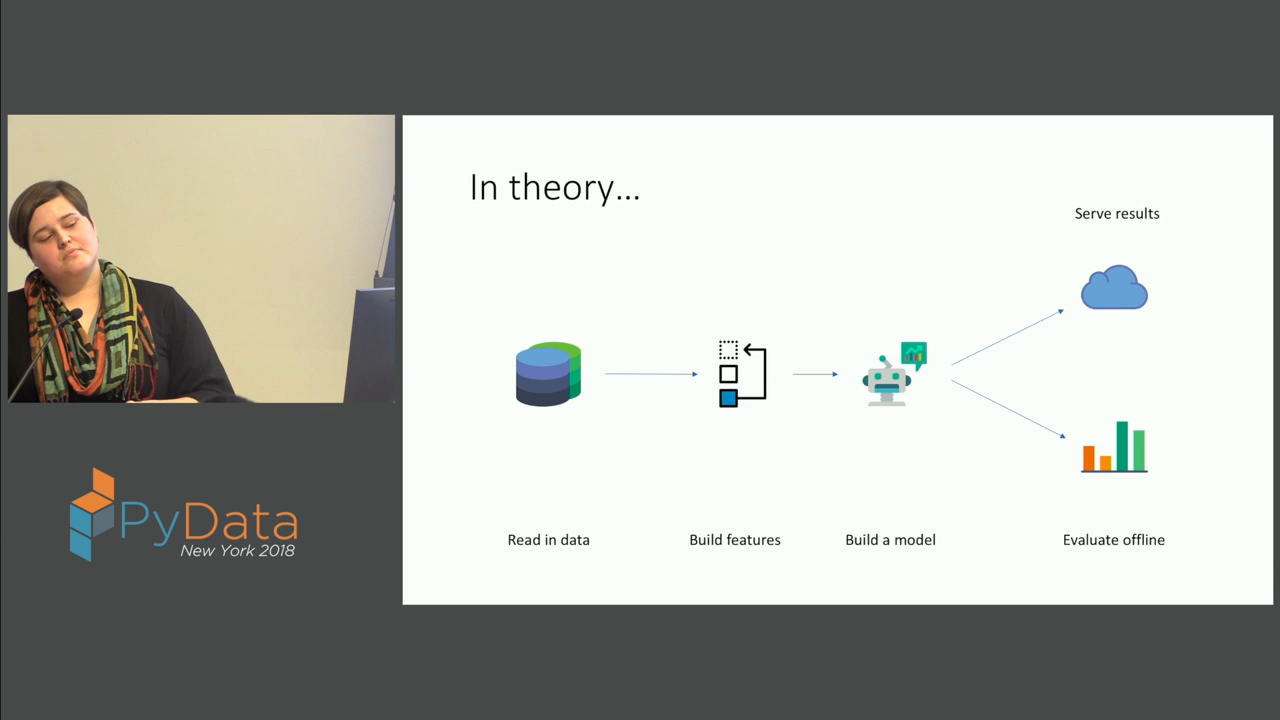 In theory...
Serve results
Read in data
Build features
Build a model
Evaluate offline
PyData
New York 2018